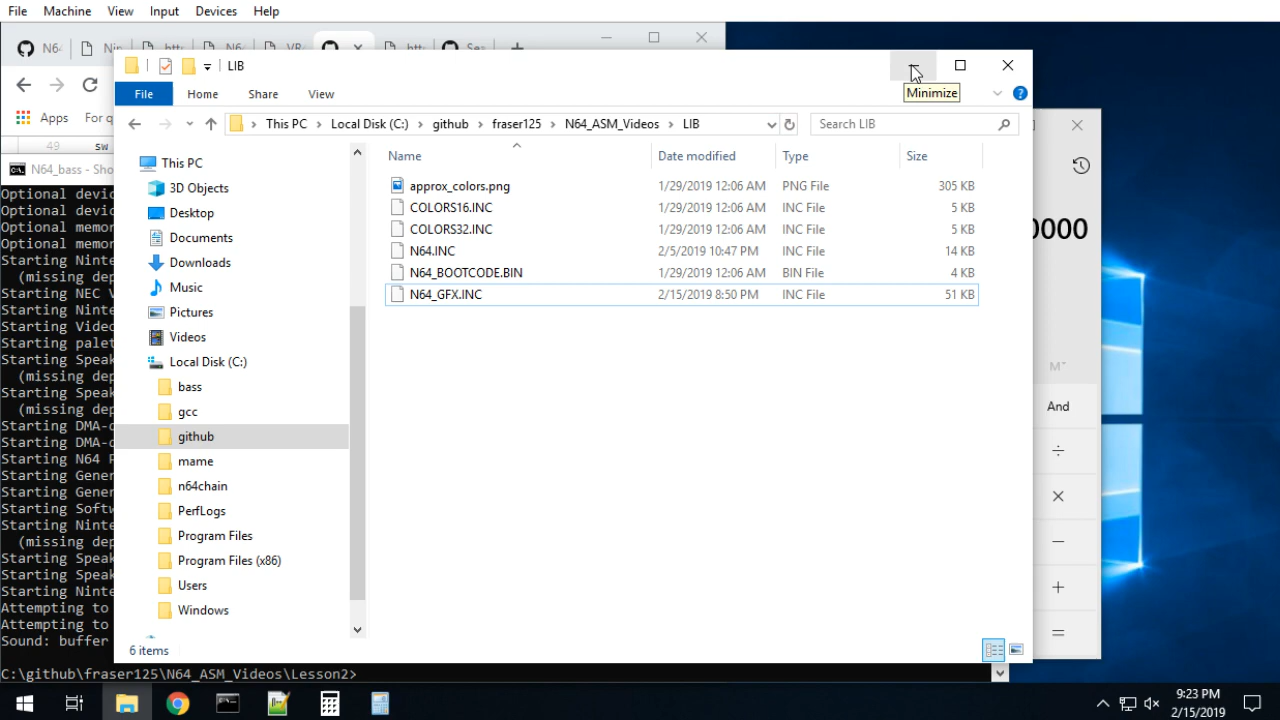 File Machine View Input Devices Help
N64
LIB
Minimize
File Home Share View
Apps For q
This PC Local Disk (C:) github fraser125 N64_ASM_Videos LIB
Search LIB
49 sw
N64_bass - Sho
Name Date modified Type Size
This PC
3D Objects
Desktop
Documents
Downloads
Music
Pictures
Videos
Local Disk (C:)
bass
gcc
github
mame
n64chain
PerfLogs
Program Files
Program Files (x86)
Users
Windows
approx_colors.png 1/29/2019 12:06 AM PNG File 305 KB
COLORS16.INC 1/29/2019 12:06 AM INC File 5 KB
COLORS32.INC 1/29/2019 12:06 AM INC File 5 KB
N64.INC 2/5/2019 10:47 PM INC File 14 KB
N64_BOOTCODE.BIN 1/29/2019 12:06 AM BIN File 4 KB
N64_GFX.INC 2/15/2019 8:50 PM INC File 51 KB
Optional devic
Optional devic
Optional memor
Optional memor
Starting Ninte
(missing dep
Starting NEC V
Starting Ninte
Starting Video
Starting palet
Starting Speak
(missing dep
Starting Speak
(missing dep
Starting DMA-c
Starting DMA-c
Starting N64 P
Starting Gener
Starting Gener
Starting Softw
Starting Ninte
(missing dep
Starting Speak
Starting Speak
Starting Ninte
Attempting to
Attempting to
Sound: buffer
C:\github\fraser125\N64_ASM_Videos\Lesson2>
6 items
0000
M˅
And
÷
×
−
+
=
9:23 PM
2/15/2019